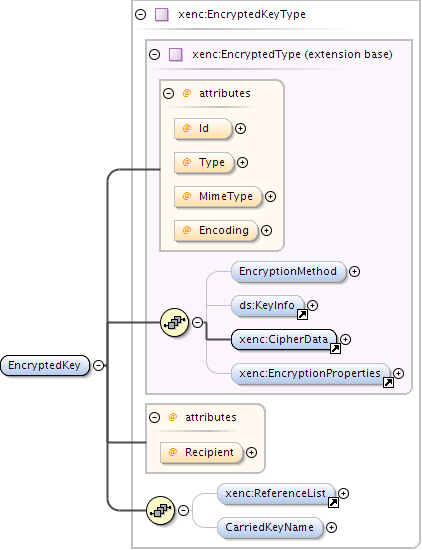 xenc:EncryptedKeyType
xenc:EncryptedType (extension base)
@ attributes
@ Id
@ Type
@ MimeType
@ Encoding
EncryptionMethod
ds:KeyInfo
xenc:CipherData
xenc:EncryptionProperties
EncryptedKey
@ attributes
@ Recipient
xenc:ReferenceList
CarriedKeyName